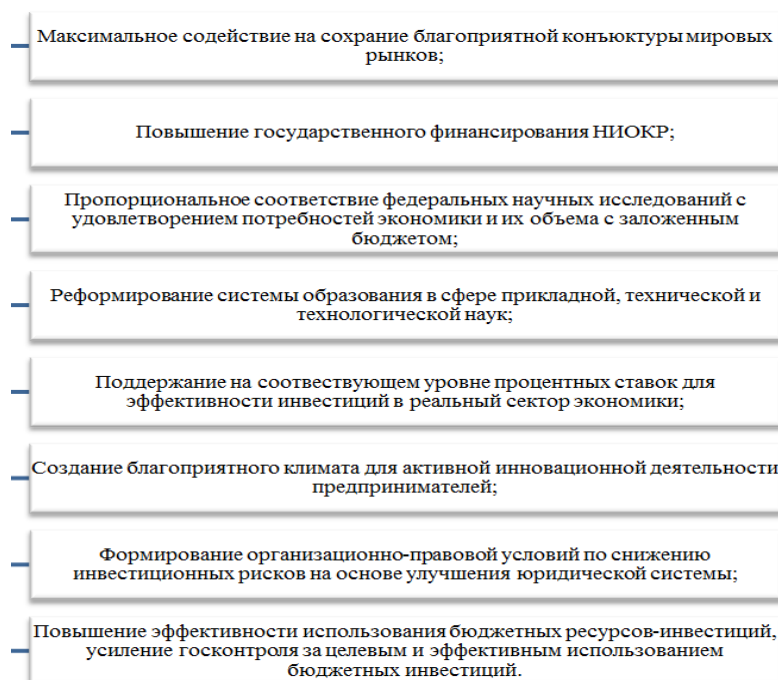 Максимальное содействие на сохрание благоприятной конъюктуры мировых
рынков;
Повышение государственного финансирования НИОКР;
Пропорциональное соответствие федеральных научных исследований с
удовлетворением потребностей экономики и их объема с заложенным
бюджетом;
Реформирование системы образования в сфере прикладной, технической и
технологической наук;
Поддержание на соотвествующем уровне процентных ставок для
эффективности инвестиций в реальный сектор экономики;
Создание благоприятного климата для активной инновационной деятельности
предпринимателей;
Формирование организационно-правовой условий по снижению
инвестиционных рисков на основе улучшения юридической системы;
Повышение эффективности использования бюджетных ресурсов-инвестиций,
усиление госконтроля за целевым и эффективным использованием
бюджетных инвестиций.